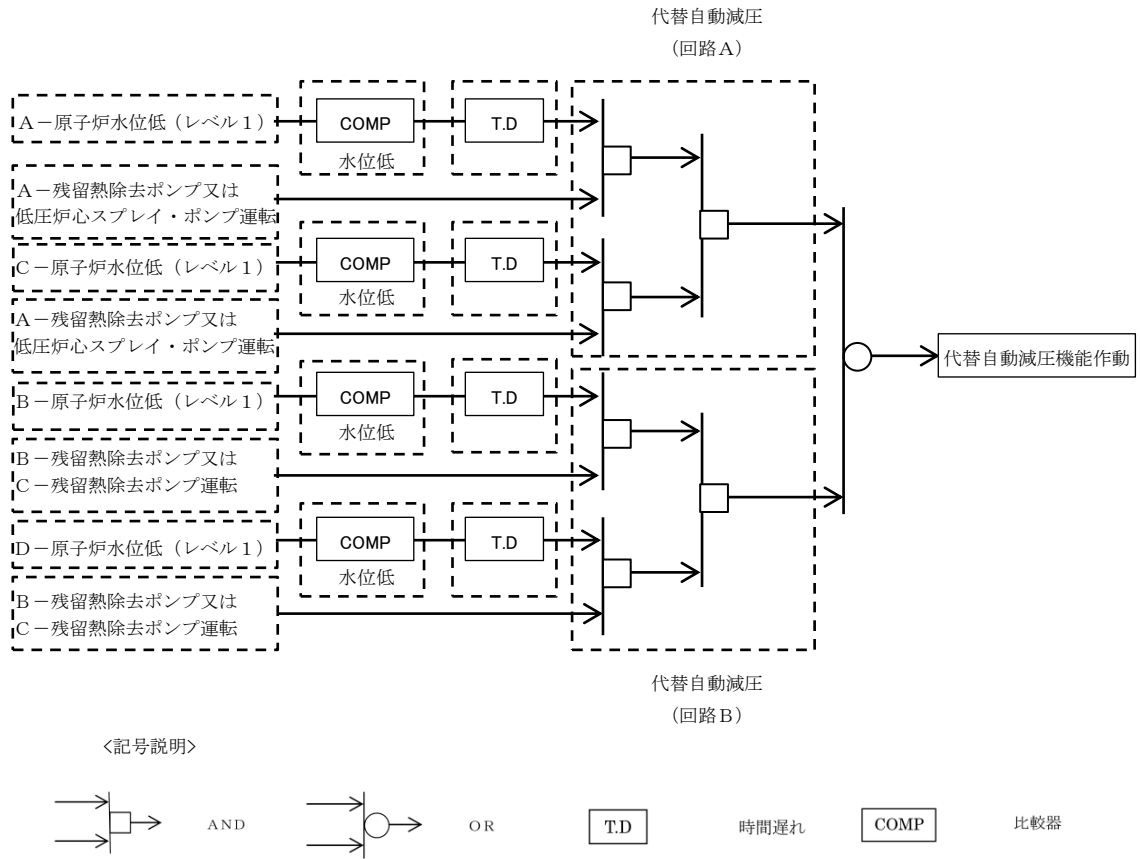 代替自動減圧
（回路A）
A－原子炉水位低（レベル１）
COMP
T.D
水位低
A－残留熱除去ポンプ又は
低圧炉心スプレイ・ポンプ運転
C－原子炉水位低（レベル１）
COMP
T.D
水位低
A－残留熱除去ポンプ又は
低圧炉心スプレイ・ポンプ運転
代替自動減圧機能作動
B－原子炉水位低（レベル１）
COMP
T.D
水位低
B－残留熱除去ポンプ又は
C－残留熱除去ポンプ運転
D－原子炉水位低（レベル１）
COMP
T.D
水位低
B－残留熱除去ポンプ又は
C－残留熱除去ポンプ運転
代替自動減圧
（回路B）
<記号説明>
AND
OR
T.D
時間遅れ
COMP
比較器